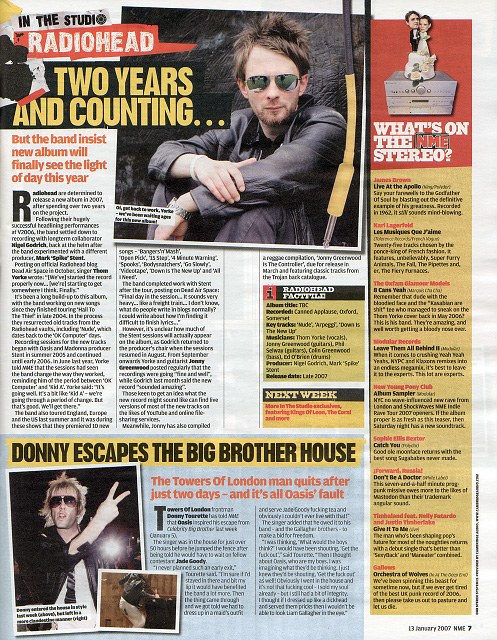 IN THE STUDIO
RADIOHEAD
TWO YEARS
AND COUNTING...
But the band insist
new album will
finally see the light
of day this year
Oi, get back to work, Yorke
– we've been waiting ages
for this new album!
Radiohead are determined to
release a new album in 2007,
after spending over two years
on the project.
Following their hugely
successful headlining performances
at V2006, the band settled down to
recording with longterm collaborator
Nigel Godrich, back at the helm after
the band experimented with a different
producer, Mark 'Spike' Stent.
Posting on official Radiohead blog
Dead Air Space in October, singer Thom
Yorke wrote: "[We've] started the record
properly now... [we're] starting to get
somewhere I think. Finally."
It's been a long build-up to this album,
with the band working on new songs
since they finished touring 'Hail To
The Thief' in late 2004. In the process
they resurrected old tracks from the
Radiohead vaults, including 'Nude', which
dates back to the 'OK Computer' era.
Recording sessions for the new tracks
began with Oasis and Madonna producer
Stent in summer 2005 and continued
until early 2006. In June last year, Yorke
told NME that the sessions had seen
the band change the way they worked,
reminding him of the period between 'OK
Computer' and 'Kid A'. Yorke said: "It's
going well. It's a bit like 'Kid A' – we're
going through a period of change. But
that's good. We'll get there."
The band also toured England, Europe
and the US last summer and it was during
these shows that they premiered 10 new
songs – 'Bangers'n'Mash',
'Open Pick', '15 Step', '4 Minute Warning',
'Spooks', 'Bodysnatchers', 'Go Slowly',
'Videotape', 'Down Is The New Up' and 'All
I Need'.
The band completed work with Stent
after the tour, posting on Dead Air Space:
"Final day in the session... it sounds very
heavy... like a freight train... I don't know,
what do people write in blogs normally?
I could write about how I'm finding it
difficult to finish lyrics..."
However, it's unclear how much of
the Stent sessions will actually appear
on the album, as Godrich returned to
the producer's chair when the sessions
resumed in August. From September
onwards Yorke and guitarist Jonny
Greenwood posted regularly that the
recordings were going "fine and well",
while Godrich last month said the new
record "sounded amazing".
Those keen to get an idea what the
new record might sound like can find live
versions of most of the new tracks on
the likes of YouTube and online file-
sharing services.
Meanwhile, Jonny has also compiled
a reggae compilation, 'Jonny Greenwood
Is The Controller', due for release in
March and featuring classic tracks from
the Trojan back catalogue.
RADIOHEAD
FACTFILE
Album title: TBC
Recorded: Canned Applause, Oxford,
Somerset
Key tracks: 'Nude', 'Arpeggi', 'Down Is
The New Up'
Musicians: Thom Yorke (vocals),
Jonny Greenwood (guitars), Phil
Selway (guitars), Colin Greenwood
(bass), Ed O'Brien (drums)
Producer: Nigel Godrich, Mark 'Spike'
Stent
Release date: Late 2007
NEXT WEEK
More In The Studio exclusives,
featuring Kings of Leon, The Coral
and more
DONNY ESCAPES THE BIG BROTHER HOUSE
The Towers Of London man quits after
just two days – and it's all Oasis' fault
Donny entered the house in style
last week (above), but left in a
more clandestine manner (right)
Towers Of London frontman
Donny Tourette has told NME
that Oasis inspired his escape from
Celebrity Big Brother last week
(January 5).
The singer was in the house for just over
50 hours before he jumped the fence after
being told he would have to wait on fellow
contestant Jade Goody.
"I never planned such an early exit,"
Tourette said. "I'm sure if I'd
stayed in there and bit my
lip it would have benefited
the band a lot more. Then
the thing came through
and we got told we had to
dress up in a maid's outfit
and serve Jade Goody fucking tea and
obviously I couldn't ever live with that!"
The singer added that he owed it to his
band – and the Gallagher brothers – to
make a bid for freedom.
"I was thinking, 'What would the boys
think?' I would have been shouting, 'Get the
fuck out'," said Tourette. "Then I thought
about Oasis, who are my boys. I was
imagining what they'd be thinking. I just
knew they'd be shouting, 'Get the fuck out'
as well! Obviously I went in the house and
it's not that fucking cool – I sold my soul
already – but I still had a bit of integrity.
I thought if I dressed up like a dickhead
and served them pricks then I wouldn't be
able to look Liam Gallagher in the eye."
WHAT'S ON
THE NME
STEREO?
James Brown
Live At the Apollo (King/Polydor)
Say your farewells to the Godfather
Of Soul by blasting out the definitive
example of his greatness. Recorded
in 1962, it still sounds mind-blowing.
Karl Lagerfeld
Les Musiques Que J'aime
Twenty-five tracks chosen by the
ponce-lord of French fashion
features, unbelievably, Super Furry
Animals, The Fall, The Pipettes and,
er, The Fiery Furnaces.
The Oxfam Glamour Models
B Cans Yeah
Remember that dude with the
bloodied face and the "Kasabian are
shit" tee who managed to sneak on the
Thom Yorke cover back in May 2006?
This is his band. They're amazing, and
well worth getting a bloody nose over.
Modular Records
Leave Them All Behind II (Modular)
When it comes to crushing Yeah Yeah
Yeahs, NYPC and Klaxons remixes into
an endless megamix, it's best to leave
it to the experts. This lot are experts.
New Young Pony Club
Album Sampler (Modular)
NYC to-wave-influenced new rave from
London and ShockWaves NME Indie
Rave Tour 2007 openers. If the album
proper is as fresh as this teaser, then
Saturday night has a new soundtrack.
Sophie Ellis Bextor
Catch You (Polydor)
Good ole moonface returns with the
best song Sugababes never made.
¡Forward, Russia!
Don't Be A Doctor (White Label)
This seven-and-a-half minute prog-
punk missive owes more to the likes of
Mastodon than their trademark
angular sound.
Timbaland feat. Nelly Furtado
and Justin Timberlake
Give It To Me (Live)
The man who's been shaping pop's
future for most of the noughties returns
with a debut single that's better than
'SexyBack' and 'Maneater' combined.
Gallows
Orchestra of Wolves (In At The Deep End)
We've been spinning this beast for
sometime now, but if we ever get tired
of the best UK punk record of 2006,
then please take us out to pasture and
let us die.
13 January 2007 NME 7